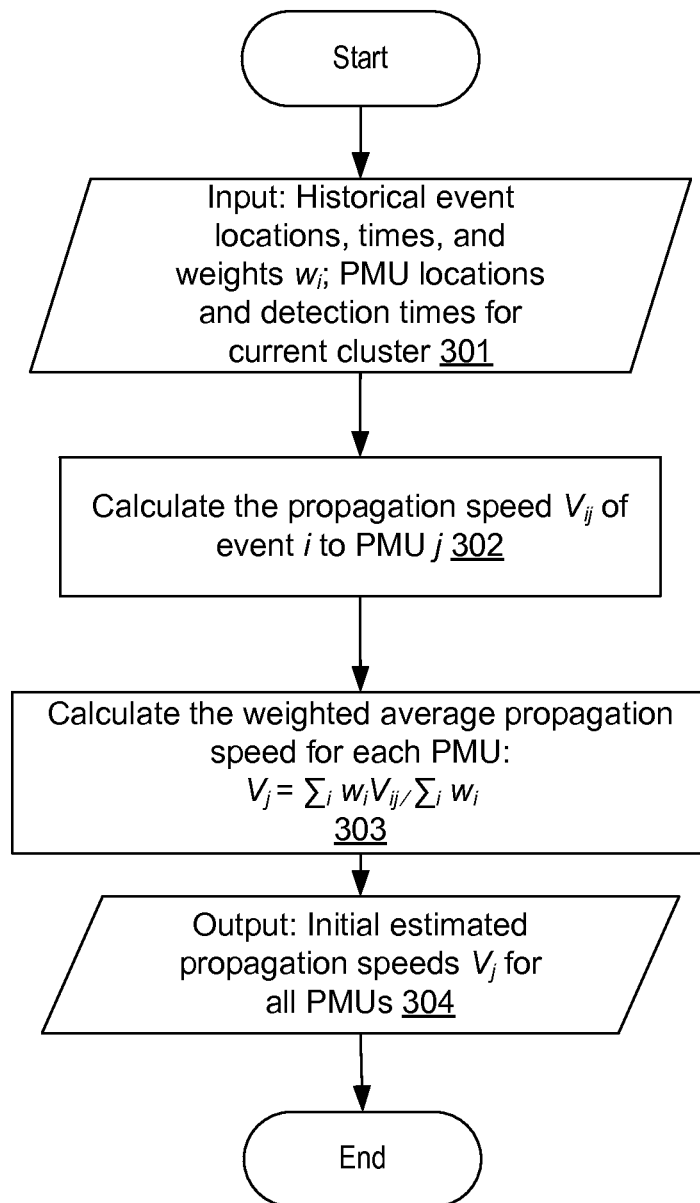 Start
Input: Historical event
locations, times, and
weights wᵢ; PMU locations
and detection times for
current cluster 301
Calculate the propagation speed Vᵢⱼ of
event i to PMU j 302
Calculate the weighted average propagation
speed for each PMU:
Vⱼ = ∑ᵢ wᵢVᵢⱼ/∑ᵢ wᵢ
303
Output: Initial estimated
propagation speeds Vⱼ for
all PMUs 304
End